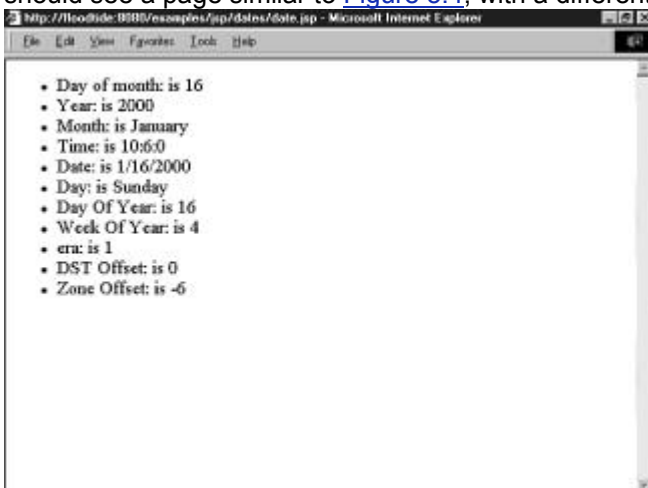 should see a page similar to Figure 6.1, with a different
http://floodtide:8080/examples/jsp/dates/date.jsp - Microsoft Internet Explorer
File Edit View Favorites Tools Help
• Day of month: is 16
• Year: is 2000
• Month: is January
• Time: is 10:6:0
• Date: is 1/16/2000
• Day: is Sunday
• Day Of Year: is 16
• Week Of Year: is 4
• era: is 1
• DST Offset: is 0
• Zone Offset: is -6